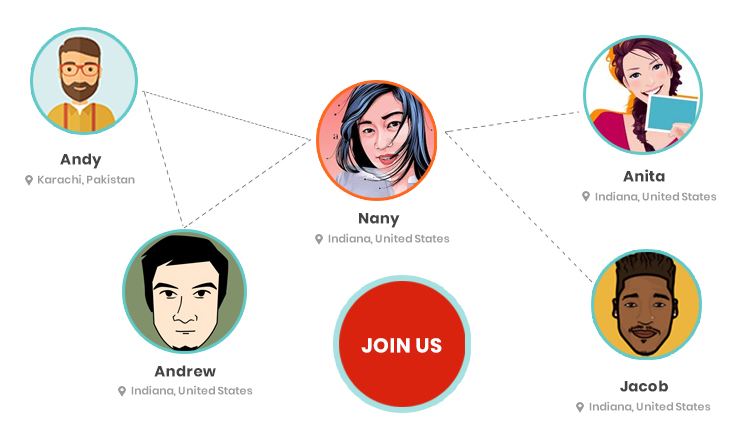 Andy
Karachi, Pakistan
Nany
Indiana, United States
Anita
Indiana, United States
Andrew
Indiana, United States
JOIN US
Jacob
Indiana, United States